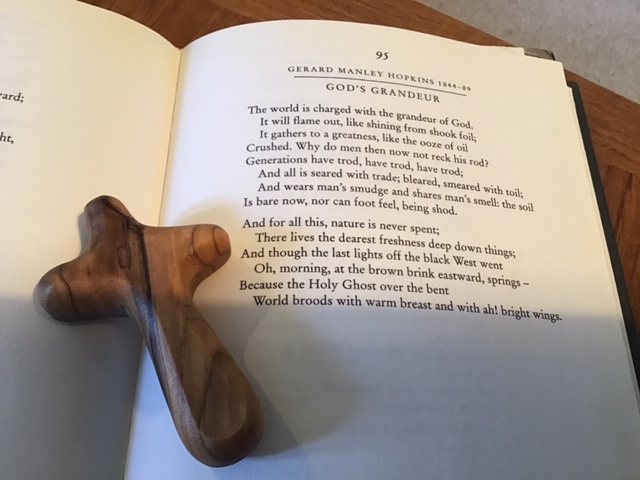 ward;
ht,
95
GERARD MANLEY HOPKINS 1844–89
GOD'S GRANDEUR
The world is charged with the grandeur of God.
It will flame out, like shining from shook foil;
It gathers to a greatness, like the ooze of oil
Crushed. Why do men then now not reck his rod?
Generations have trod, have trod, have trod;
And all is seared with trade; bleared, smeared with toil;
And wears man's smudge and shares man's smell: the soil
Is bare now, nor can foot feel, being shod.
And for all this, nature is never spent;
There lives the dearest freshness deep down things;
And though the last lights off the black West went
Oh, morning, at the brown brink eastward, springs –
Because the Holy Ghost over the bent
World broods with warm breast and with ah! bright wings.